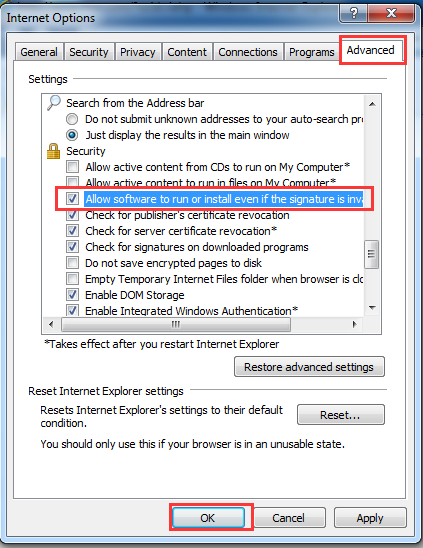 Internet Options
General Security Privacy Content Connections Programs Advanced
Settings
Search from the Address bar
Do not submit unknown addresses to your auto-search pr
Just display the results in the main window
Security
Allow active content from CDs to run on My Computer*
Allow active content to run in files on My Computer*
Allow software to run or install even if the signature is inva
Check for publisher's certificate revocation
Check for server certificate revocation*
Check for signatures on downloaded programs
Do not save encrypted pages to disk
Empty Temporary Internet Files folder when browser is clo
Enable DOM Storage
Enable Integrated Windows Authentication*
*Takes effect after you restart Internet Explorer
Restore advanced settings
Reset Internet Explorer settings
Resets Internet Explorer's settings to their default
condition.
Reset...
You should only use this if your browser is in an unusable state.
OK Cancel Apply